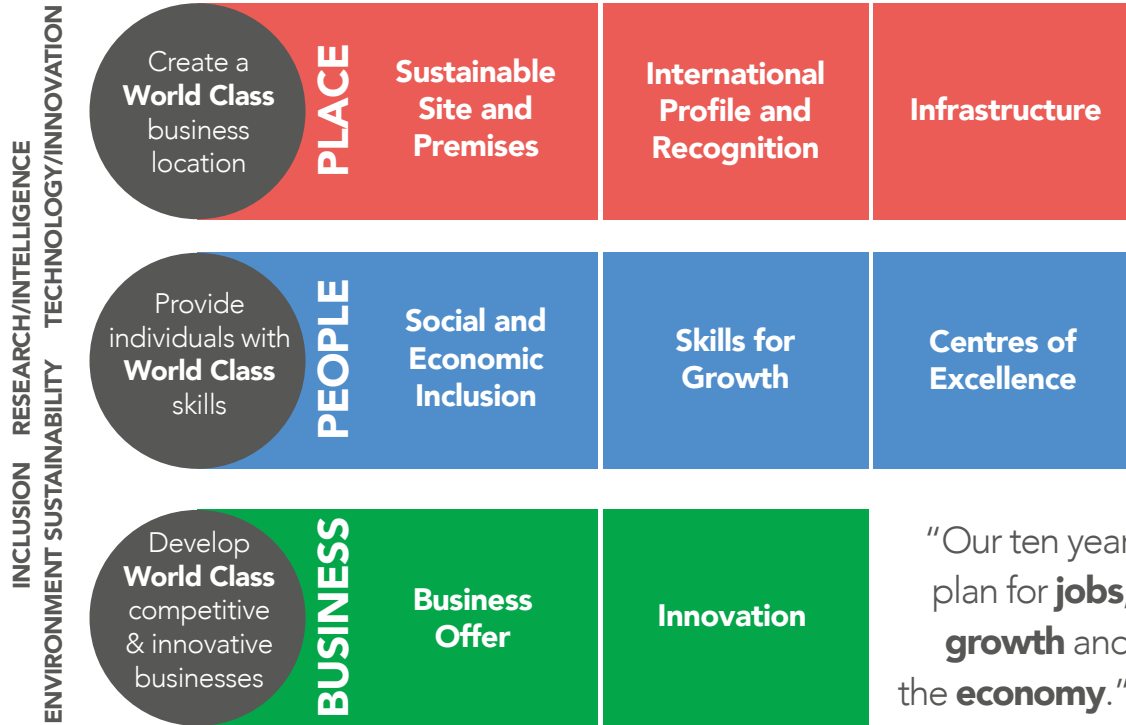 INCLUSION RESEARCH/INTELLIGENCE
ENVIRONMENT SUSTAINABILITY TECHNOLOGY/INNOVATION
Create a
World Class
business
location
PLACE
Sustainable
Site and
Premises
International
Profile and
Recognition
Infrastructure
Provide
individuals with
World Class
skills
PEOPLE
Social and
Economic
Inclusion
Skills for
Growth
Centres of
Excellence
Develop
World Class
competitive
& innovative
businesses
BUSINESS
Business
Offer
Innovation
“Our ten year
plan for jobs,
growth and
the economy.”